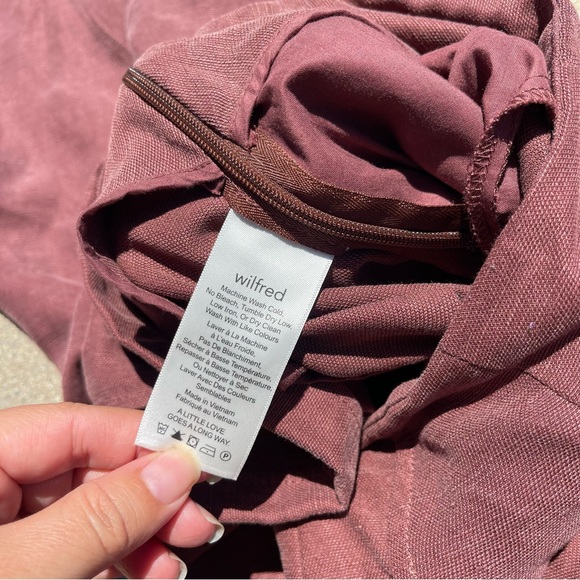 wilfred
Machine Wash Cold,
No Bleach, Tumble Dry Low,
Low Iron, Or Dry Clean
Wash With Like Colours
Laver à La Machine
à L'eau Froide,
Pas De Blanchiment,
Sécher à Basse Température,
Repasser à Basse Température,
Ou Nettoyer à Sec
Laver Avec Des Couleurs
Semblables
Made in Vietnam
Fabriqué au Vietnam
A LITTLE LOVE
GOES A LONG WAY
P